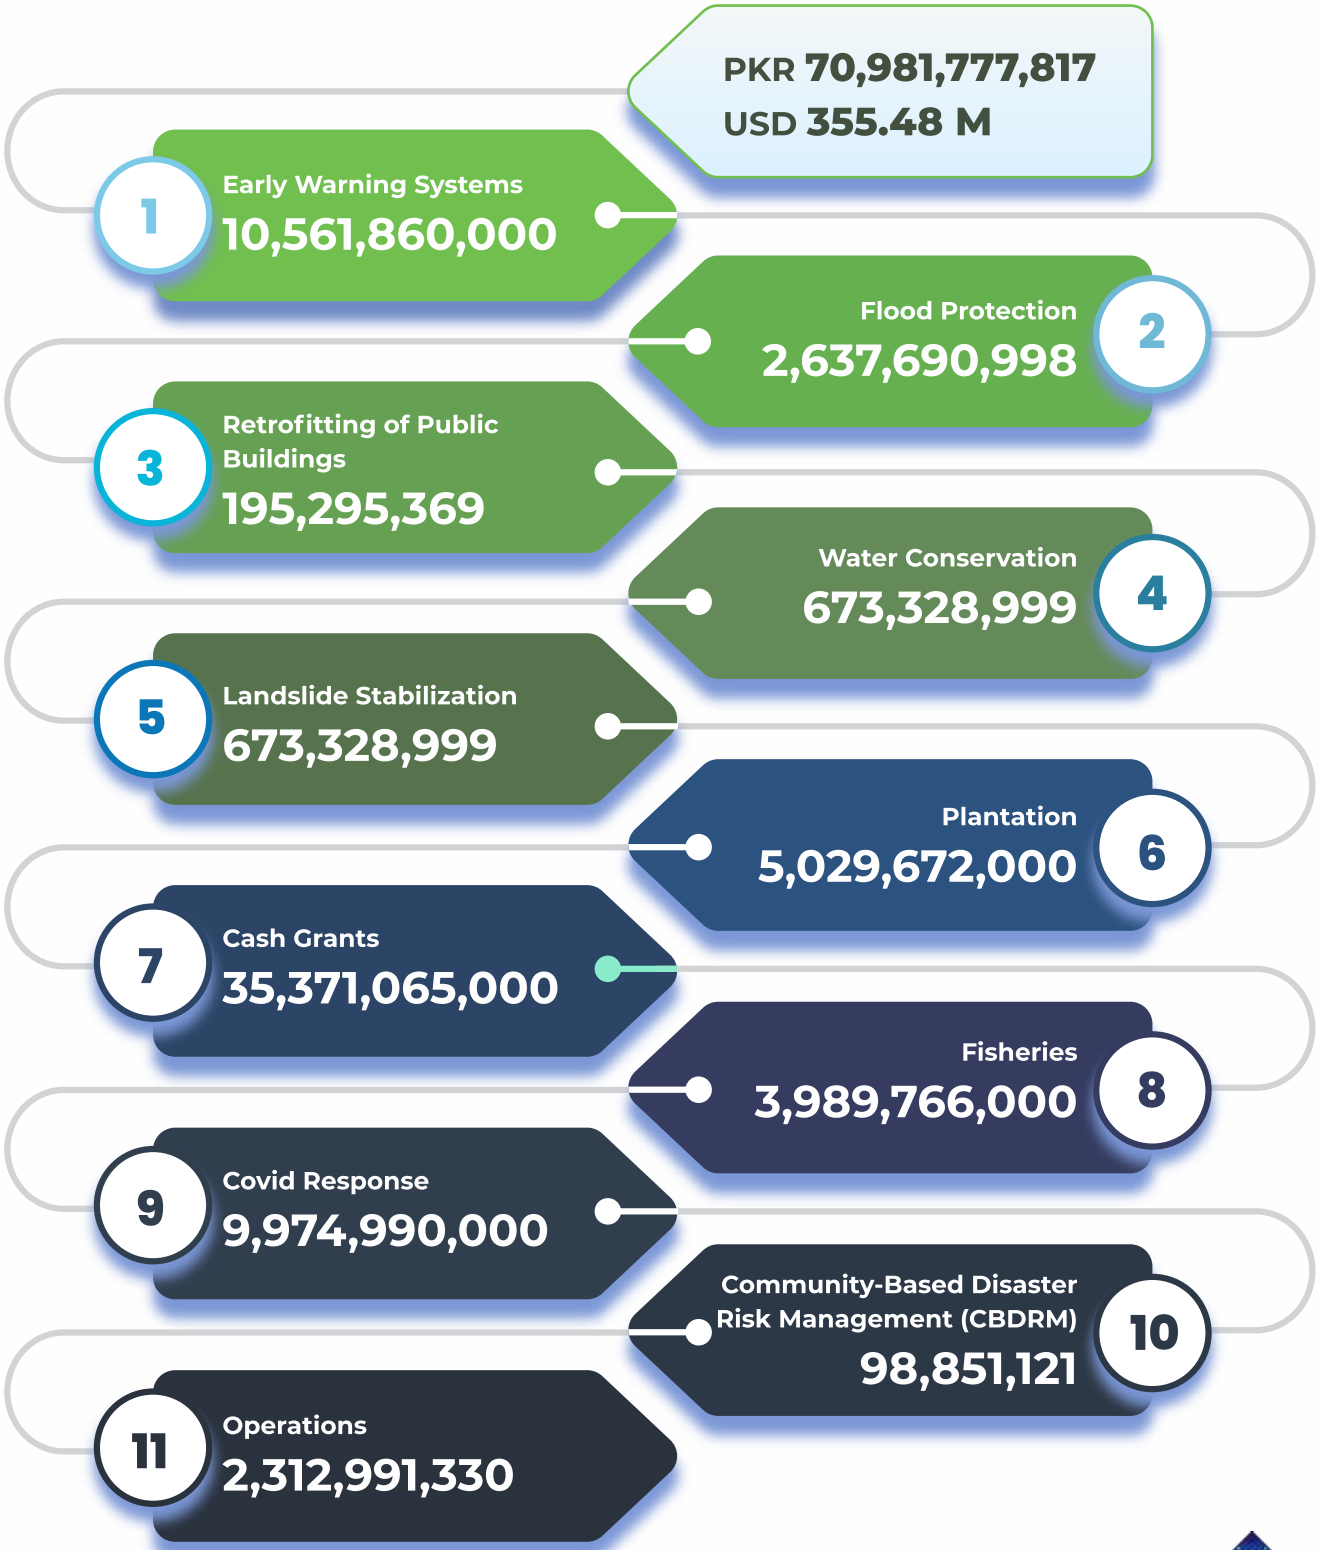 PKR 70,981,777,817
USD 355.48 M
1
Early Warning Systems
10,561,860,000
2
Flood Protection
2,637,690,998
3
Retrofitting of Public
Buildings
195,295,369
4
Water Conservation
673,328,999
5
Landslide Stabilization
673,328,999
6
Plantation
5,029,672,000
7
Cash Grants
35,371,065,000
8
Fisheries
3,989,766,000
9
Covid Response
9,974,990,000
10
Community-Based Disaster
Risk Management (CBDRM)
98,851,121
11
Operations
2,312,991,330